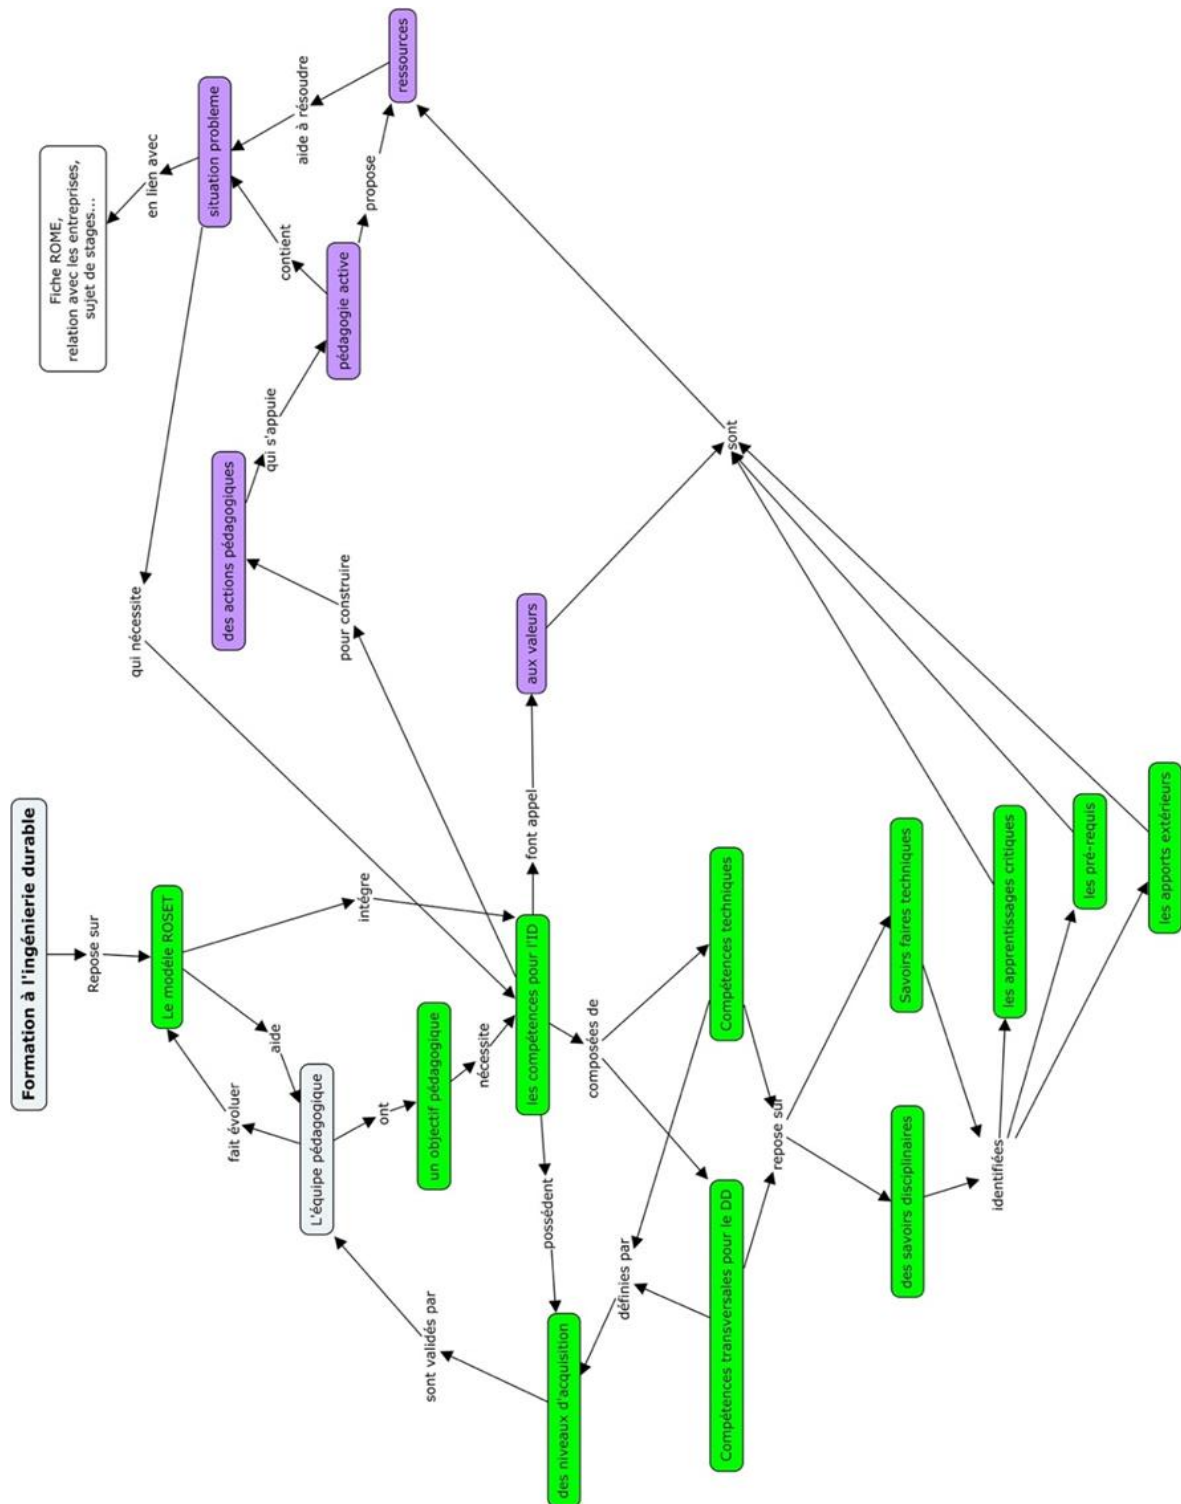 Formation à l'ingénierie durable
Repose sur
Le modéle ROSET
fait évoluer
aide
intégre
L'équipe pédagogique
ont
un objectif pédagogique
nécessite
sont validés par
les compétences pour l'ID
possédent
font appel
aux valeurs
pour construire
qui nécessite
des actions pédagogiques
qui s'appuie
pédagogie active
contient
propose
situation probleme
aide à résoudre
ressources
en lien avec
Fiche ROME,
relation avec les entreprises,
sujet de stages...
des niveaux d'acquisition
définies par
composées de
Compétences transversales pour le DD
Compétences techniques
repose sur
des savoirs disciplinaires
Savoirs faires techniques
identifiées
les apprentissages critiques
les pré-requis
les apports extérieurs
sont